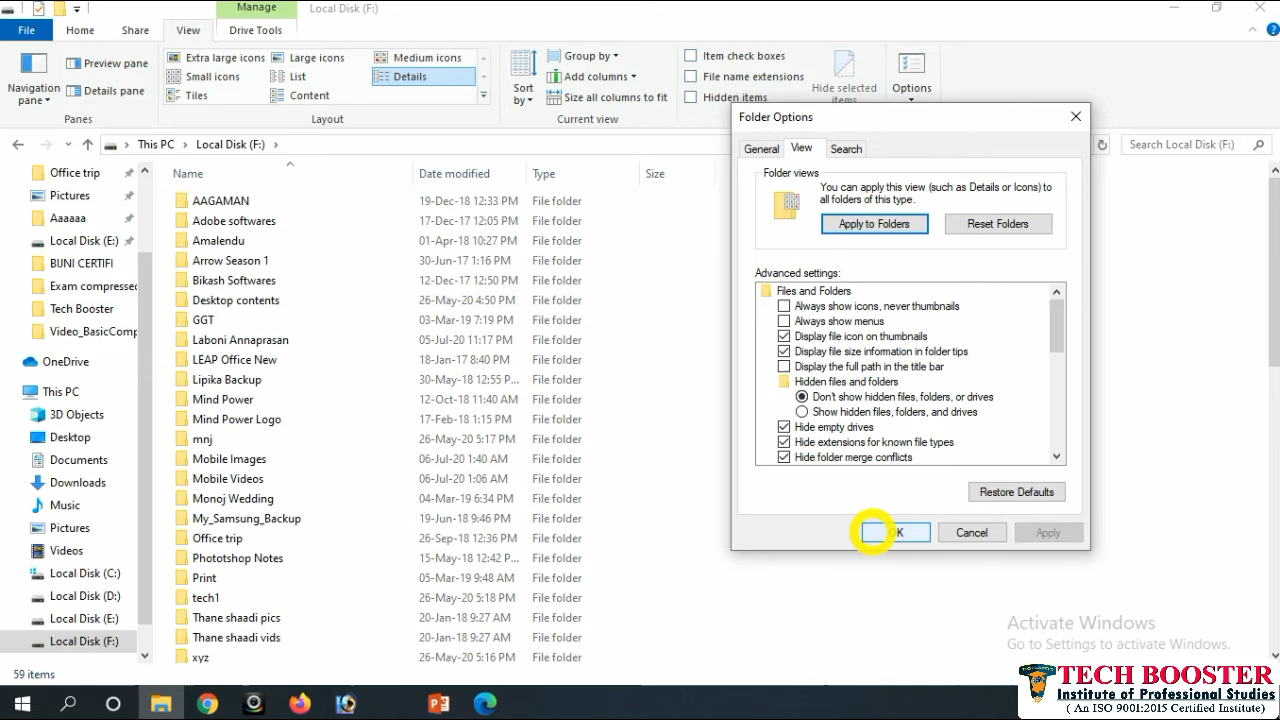 Manage
Local Disk (F:)
File
Home
Share
View
Drive Tools
Navigation pane
Preview pane
Details pane
Panes
Extra large icons
Large icons
Medium icons
Small icons
List
Details
Tiles
Content
Layout
Sort by
Group by
Add columns
Size all columns to fit
Current view
Item check boxes
File name extensions
Hidden items
Hide selected items
Options
This PC
Local Disk (F:)
Search Local Disk (F:)
Office trip
Pictures
Aaaaaa
Local Disk (E:)
BIJNI CERTIFI
Exam compressed
Tech Booster
Video_BasicComp
OneDrive
This PC
3D Objects
Desktop
Documents
Downloads
Music
Pictures
Videos
Local Disk (C:)
Local Disk (D:)
Local Disk (E:)
Local Disk (F:)
59 items
Name Date modified Type Size
AAGAMAN 19-Dec-18 12:33 PM File folder
Adobe softwares 17-Dec-17 12:05 PM File folder
Amalendu 01-Apr-18 10:27 PM File folder
Arrow Season 1 30-Jun-17 1:16 PM File folder
Bikash Softwares 12-Dec-17 12:50 PM File folder
Desktop contents 26-May-20 4:50 PM File folder
GGT 03-Mar-19 7:19 PM File folder
Laboni Annaprasan 05-Jul-20 11:17 PM File folder
LEAP Office New 18-Jan-17 8:40 PM File folder
Lipika Backup 30-May-18 12:55 P... File folder
Mind Power 12-Oct-18 11:40 AM File folder
Mind Power Logo 17-Feb-18 1:15 PM File folder
mnj 26-May-20 5:17 PM File folder
Mobile Images 06-Jul-20 1:40 AM File folder
Mobile Videos 06-Jul-20 1:06 AM File folder
Monoj Wedding 04-Mar-19 6:34 PM File folder
My_Samsung_Backup 19-Jun-18 9:46 PM File folder
Office trip 26-Sep-18 12:36 PM File folder
Phototshop Notes 15-May-18 12:42 P... File folder
Print 05-Mar-19 9:48 AM File folder
tech1 26-May-20 5:18 PM File folder
Thane shaadi pics 20-Jan-18 9:27 AM File folder
Thane shaadi vids 20-Jan-18 9:27 AM File folder
xyz 26-May-20 5:16 PM File folder
Folder Options
General
View
Search
Folder views
You can apply this view (such as Details or Icons) to
all folders of this type.
Apply to Folders
Reset Folders
Advanced settings:
Files and Folders
Always show icons, never thumbnails
Always show menus
Display file icon on thumbnails
Display file size information in folder tips
Display the full path in the title bar
Hidden files and folders
Don't show hidden files, folders, or drives
Show hidden files, folders, and drives
Hide empty drives
Hide extensions for known file types
Hide folder merge conflicts
Restore Defaults
OK
Cancel
Apply
Activate Windows
Go to Settings to activate Windows.
TECH BOOSTER
Institute of Professional Studies
( An ISO 9001:2015 Certified Institute)